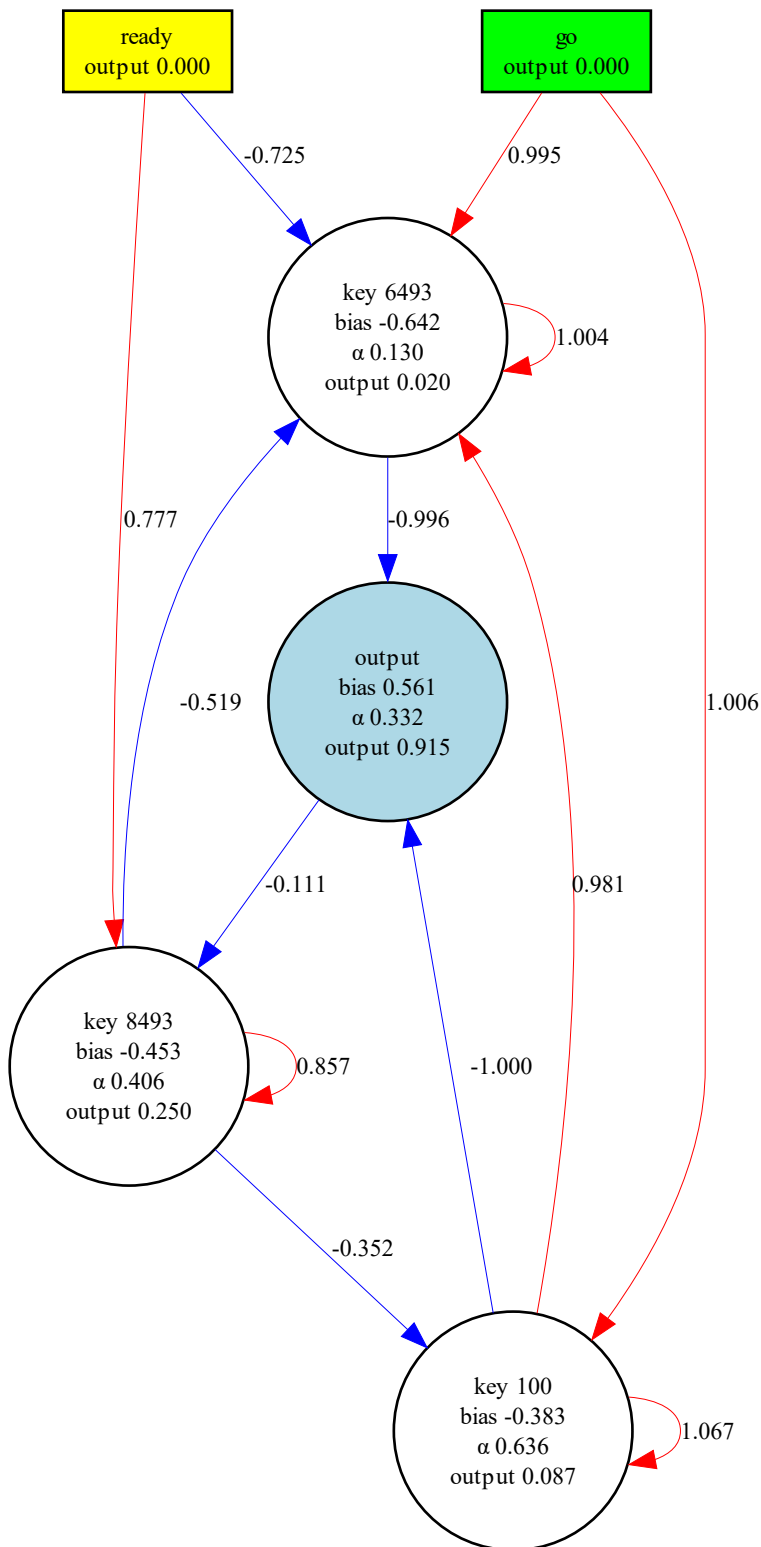 ready
output 0.000
go
output 0.000
-0.725
0.995
key 6493
bias -0.642
α 0.130
output 0.020
1.004
0.777
-0.996
-0.519
output
bias 0.561
α 0.332
output 0.915
1.006
-0.111
0.981
key 8493
bias -0.453
α 0.406
output 0.250
0.857
-1.000
-0.352
key 100
bias -0.383
α 0.636
output 0.087
1.067